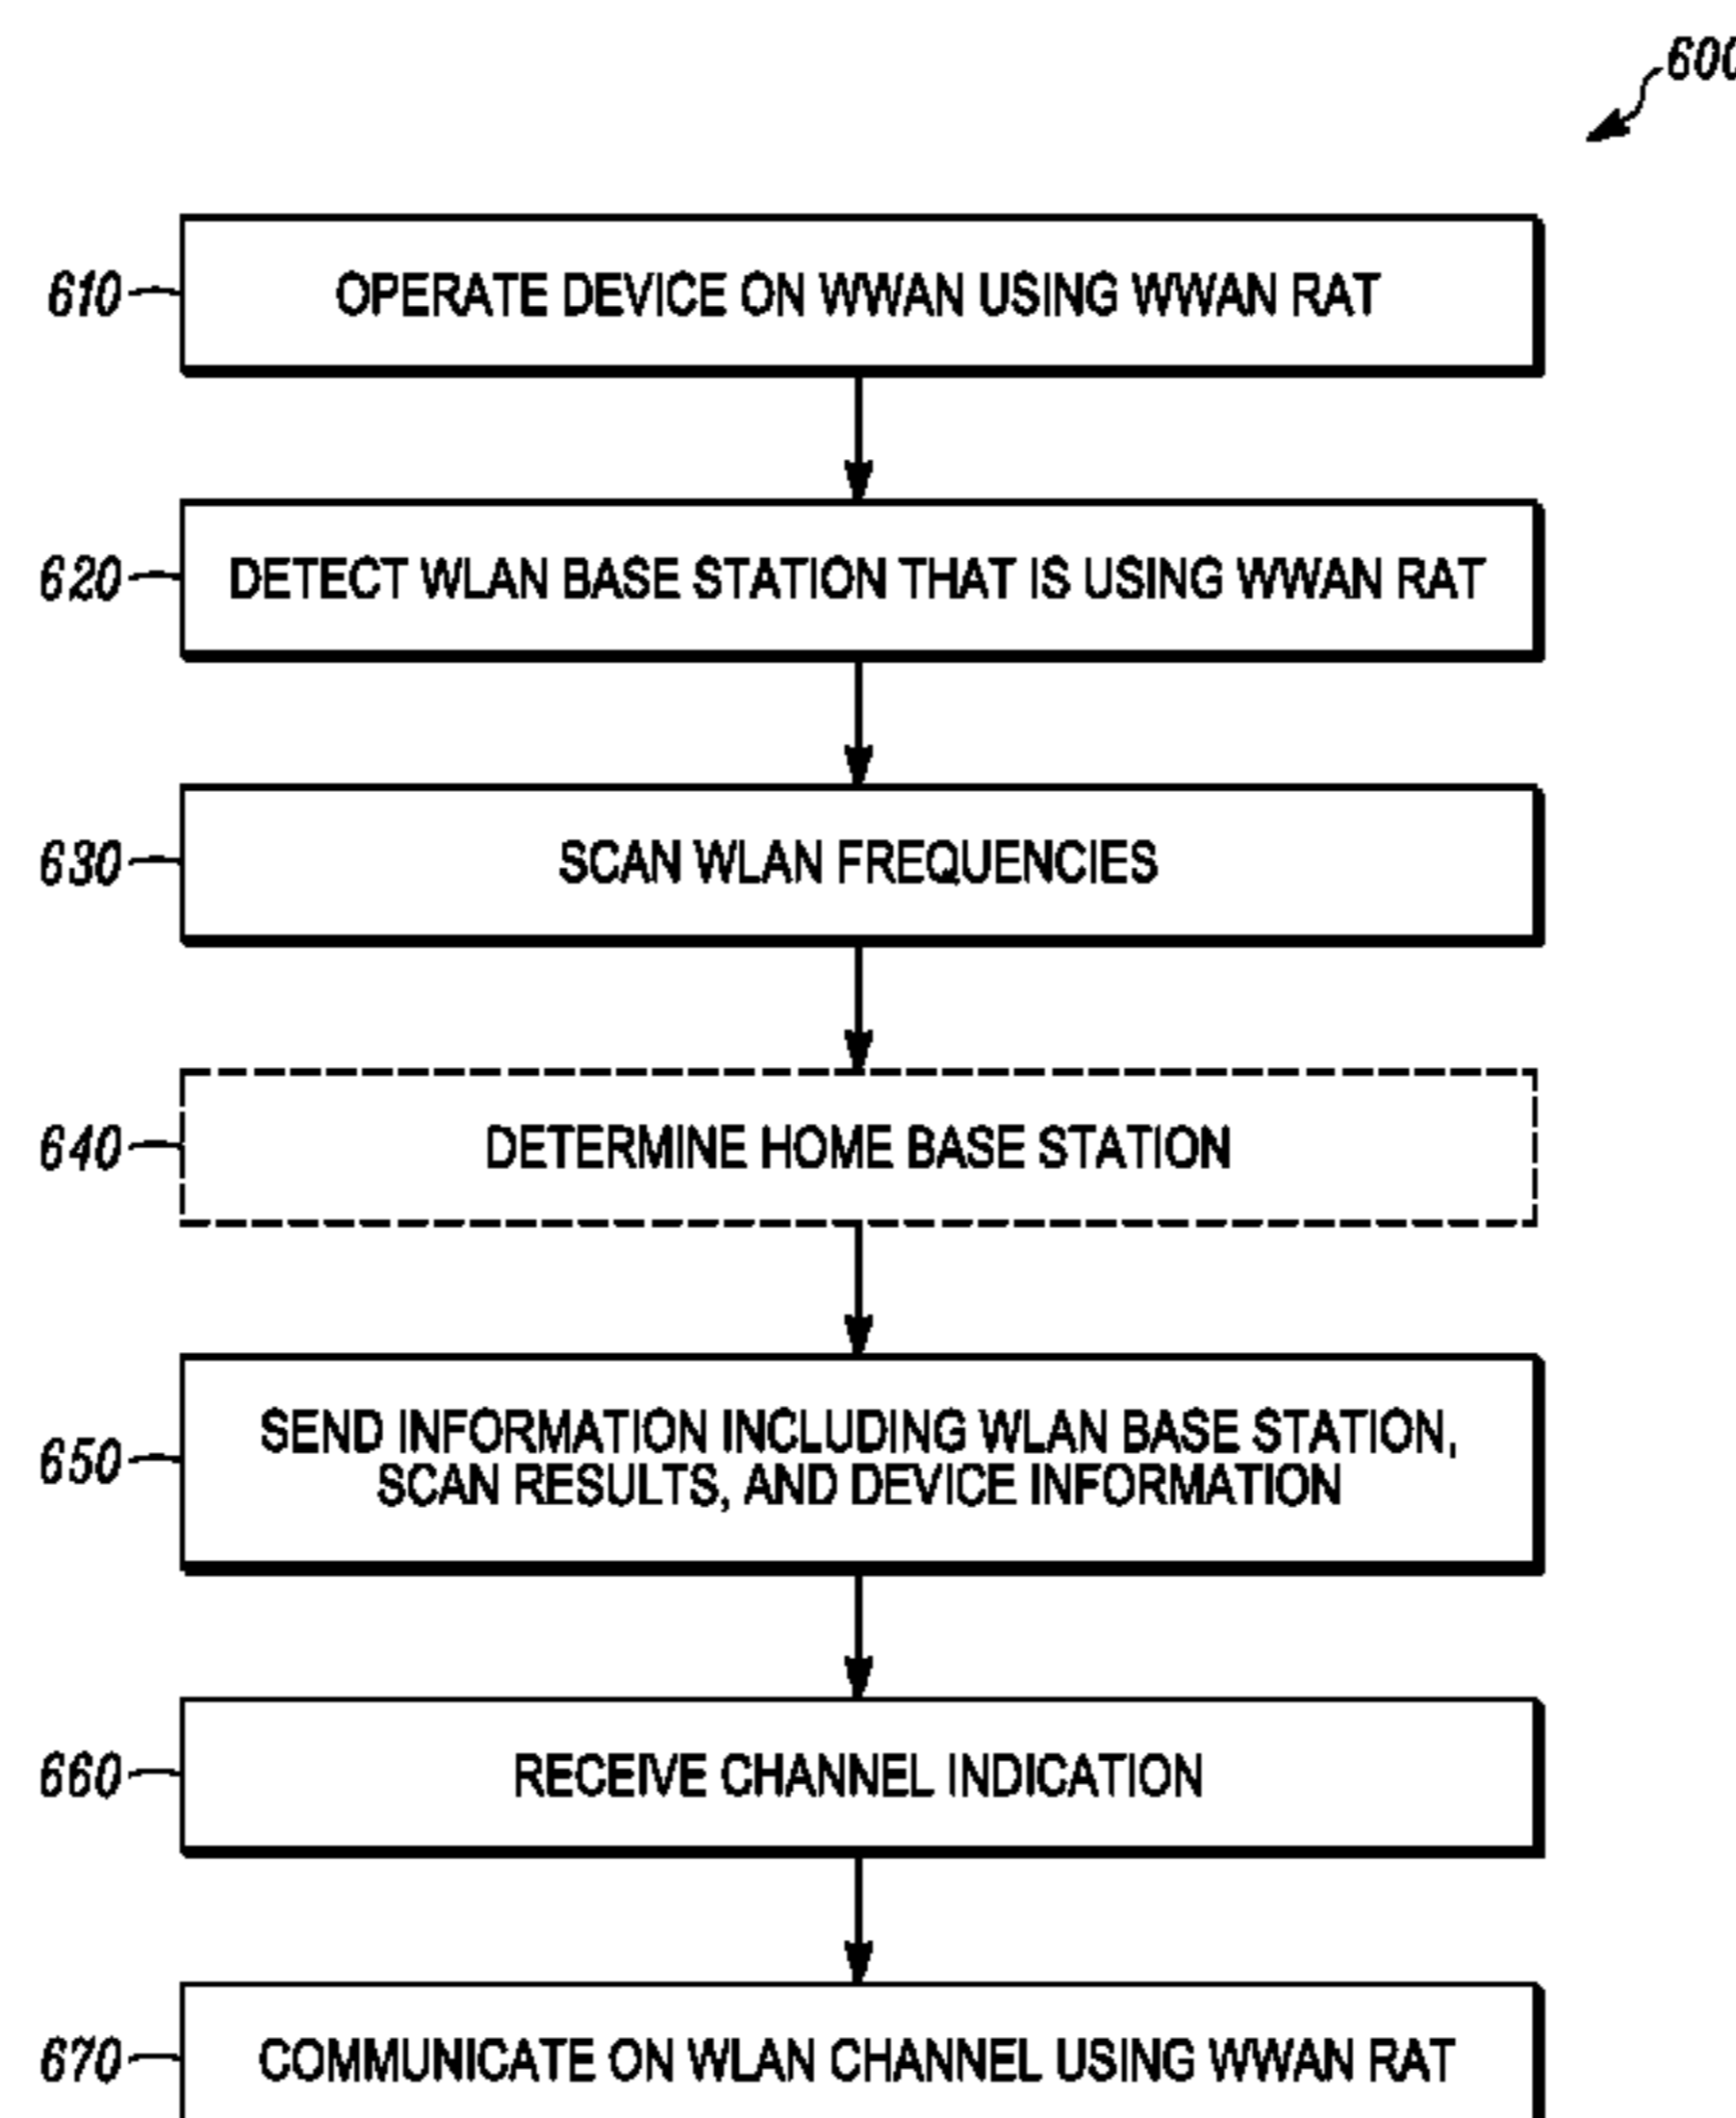 600
610
OPERATE DEVICE ON WWAN USING WWAN RAT
620
DETECT WLAN BASE STATION THAT IS USING WWAN RAT
630
SCAN WLAN FREQUENCIES
640
DETERMINE HOME BASE STATION
650
SEND INFORMATION INCLUDING WLAN BASE STATION,
SCAN RESULTS, AND DEVICE INFORMATION
660
RECEIVE CHANNEL INDICATION
670
COMMUNICATE ON WLAN CHANNEL USING WWAN RAT